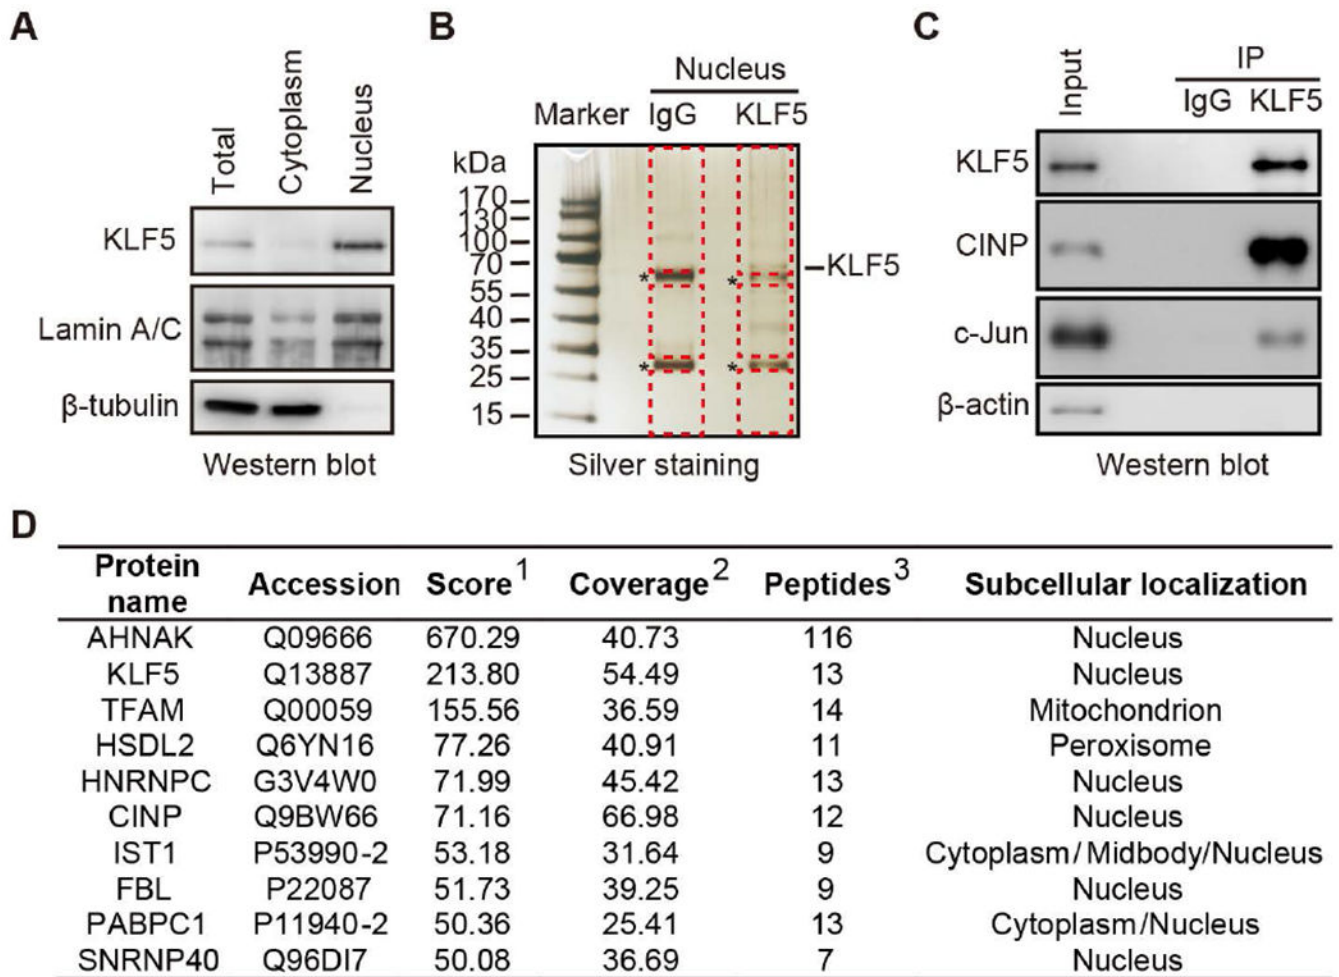 A
Total
Cytoplasm
Nucleus
KLF5
Lamin A/C
β-tubulin
Western blot
B
Nucleus
Marker IgG KLF5
kDa
170
130
100
70
55
40
35
25
15
*
*
*
*
KLF5
Silver staining
C
Input
IP
IgG KLF5
KLF5
CINP
c-Jun
β-actin
Western blot
D
Protein name Accession Score1 Coverage2 Peptides3 Subcellular localization
AHNAK Q09666 670.29 40.73 116 Nucleus
KLF5 Q13887 213.80 54.49 13 Nucleus
TFAM Q00059 155.56 36.59 14 Mitochondrion
HSDL2 Q6YN16 77.26 40.91 11 Peroxisome
HNRNPC G3V4W0 71.99 45.42 13 Nucleus
CINP Q9BW66 71.16 66.98 12 Nucleus
IST1 P53990-2 53.18 31.64 9 Cytoplasm/Midbody/Nucleus
FBL P22087 51.73 39.25 9 Nucleus
PABPC1 P11940-2 50.36 25.41 13 Cytoplasm/Nucleus
SNRNP40 Q96DI7 50.08 36.69 7 Nucleus